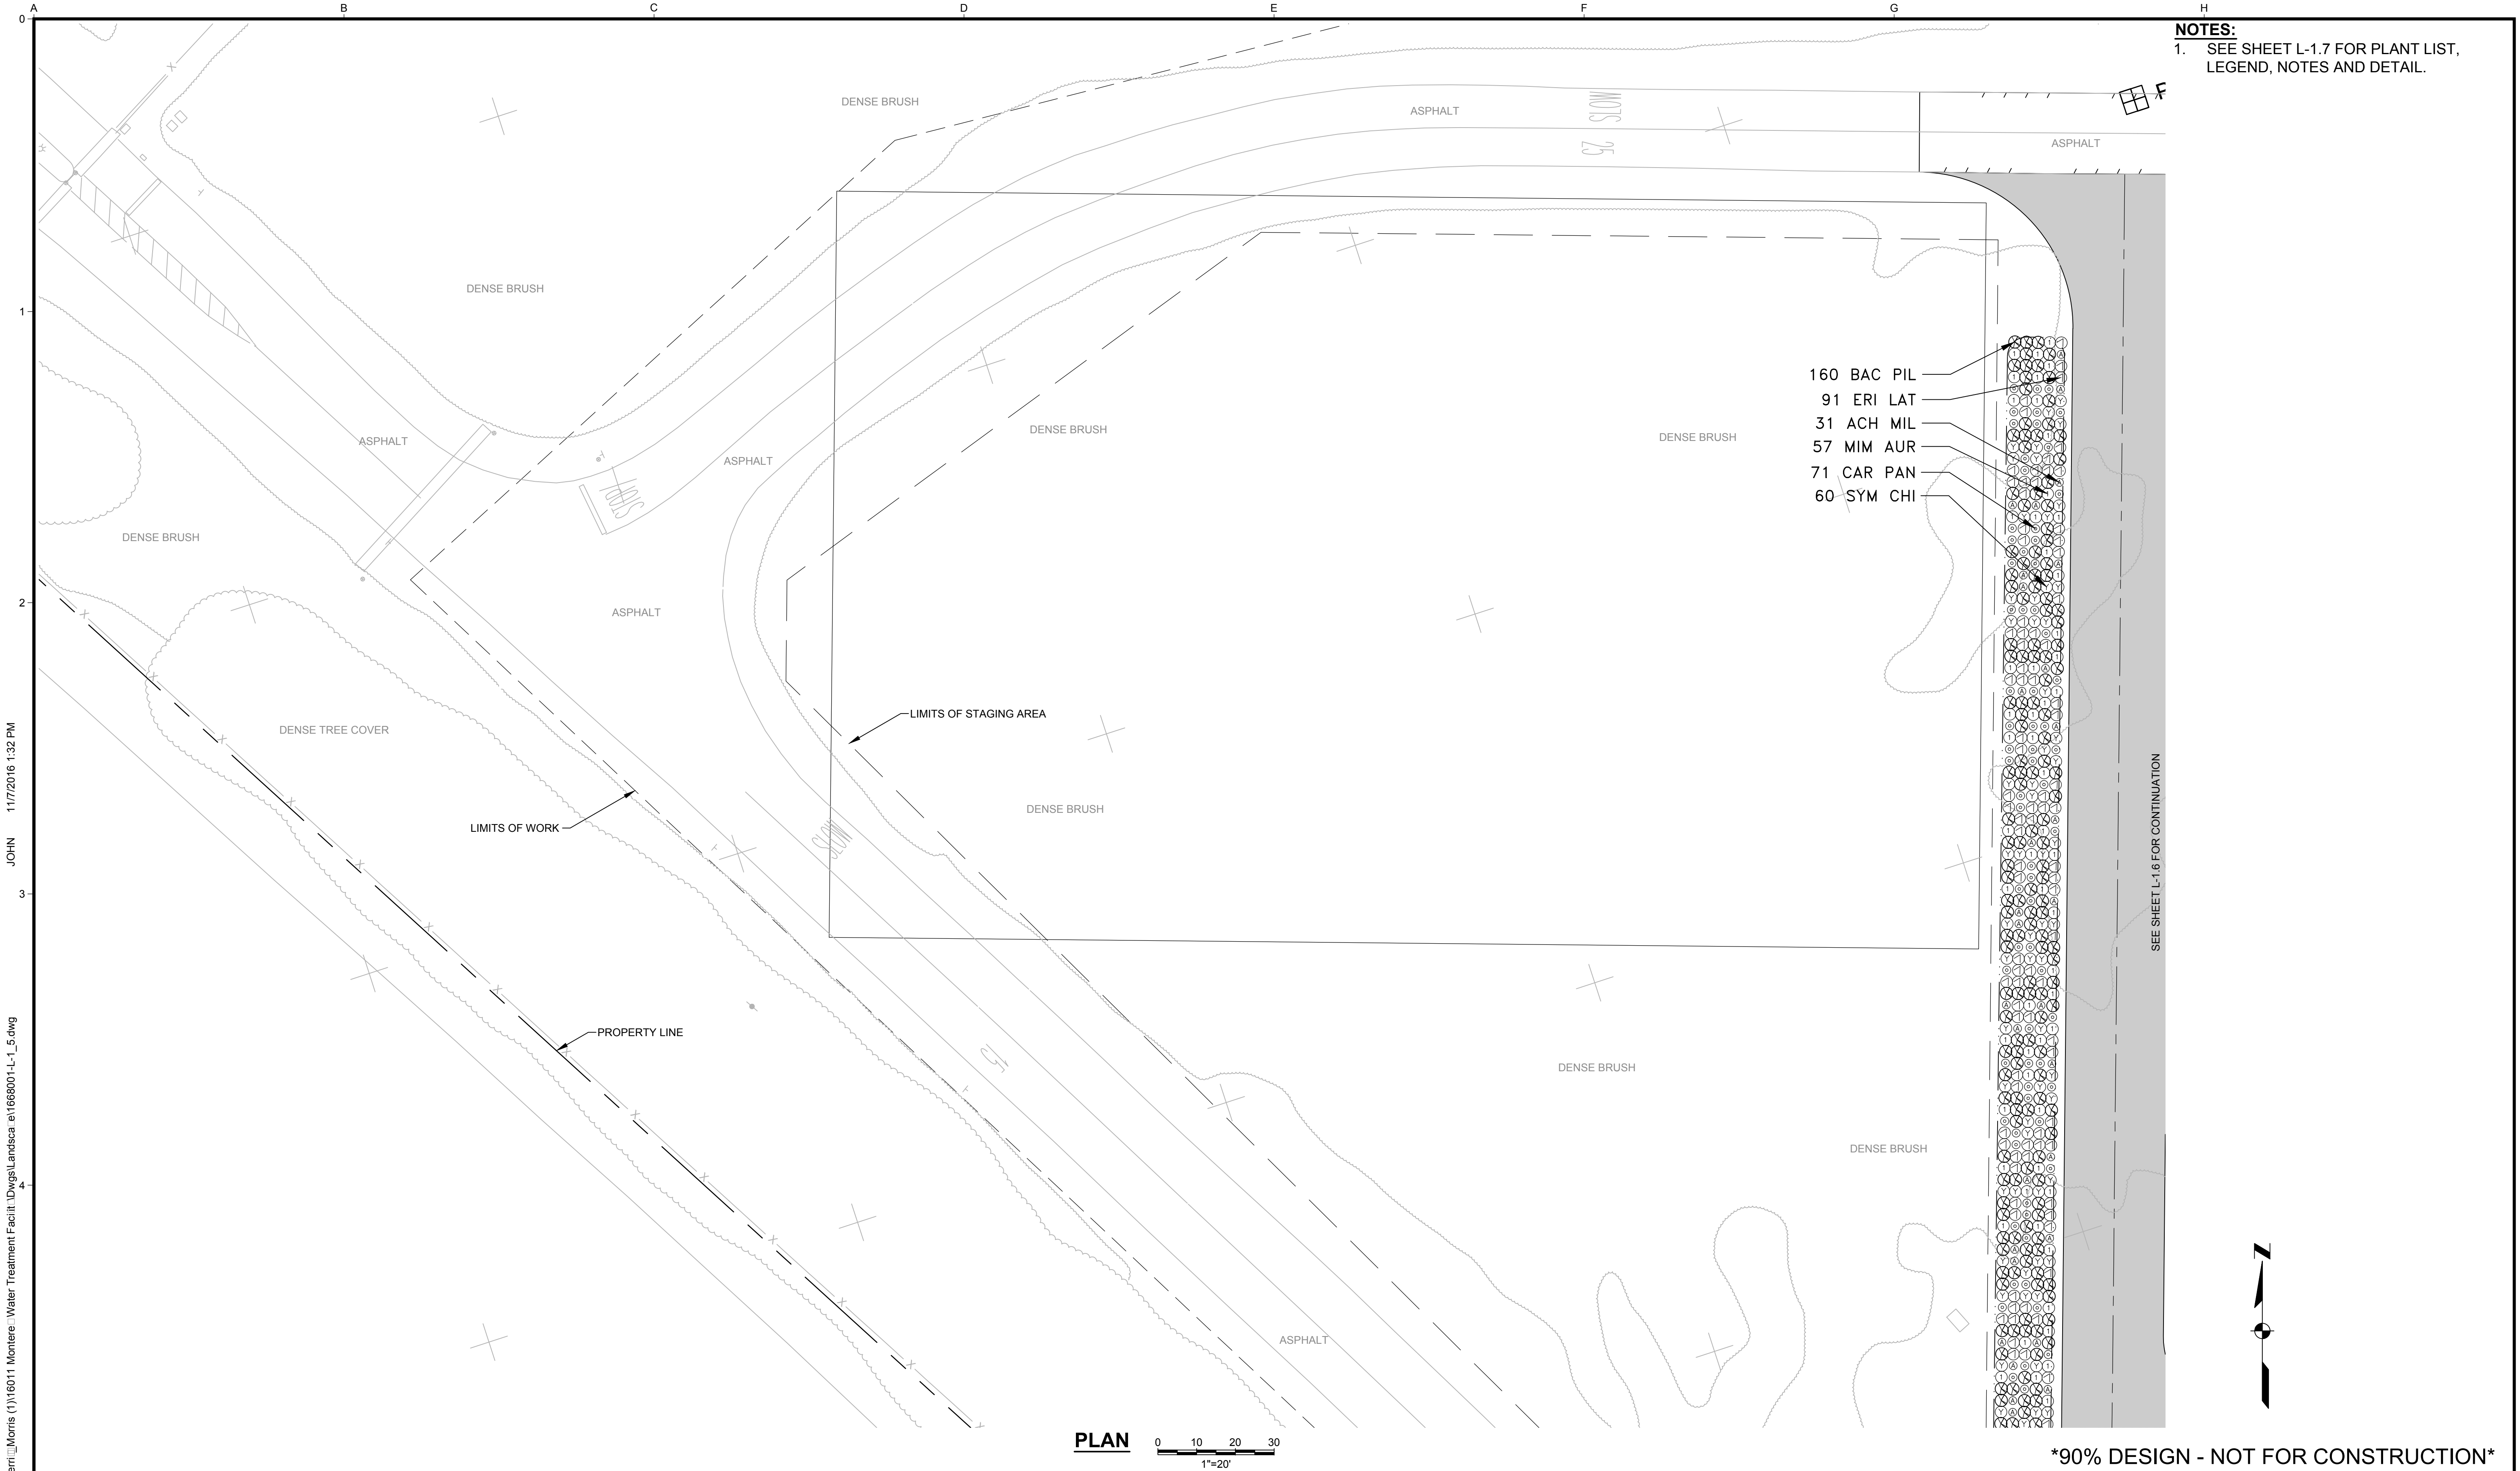 A B C D E F G H
0
NOTES:
1. SEE SHEET L-1.7 FOR PLANT LIST,
LEGEND, NOTES AND DETAIL.
DENSE BRUSH
ASPHALT
SLOW
25
ASPHALT
DENSE BRUSH
1
160 BAC PIL
91 ERI LAT
31 ACH MIL
57 MIM AUR
71 CAR PAN
60 SYM CHI
DENSE BRUSH
DENSE BRUSH
ASPHALT
ASPHALT
DENSE BRUSH
2
ASPHALT
LIMITS OF STAGING AREA
DENSE TREE COVER
DENSE BRUSH
LIMITS OF WORK
SLOW
SEE SHEET L-1.6 FOR CONTINUATION
3
PROPERTY LINE
DENSE BRUSH
DENSE BRUSH
4
ASPHALT
PLAN
0 10 20 30
1"=20'
*90% DESIGN - NOT FOR CONSTRUCTION*
11/7/2016 1:32 PM
JOHN
N